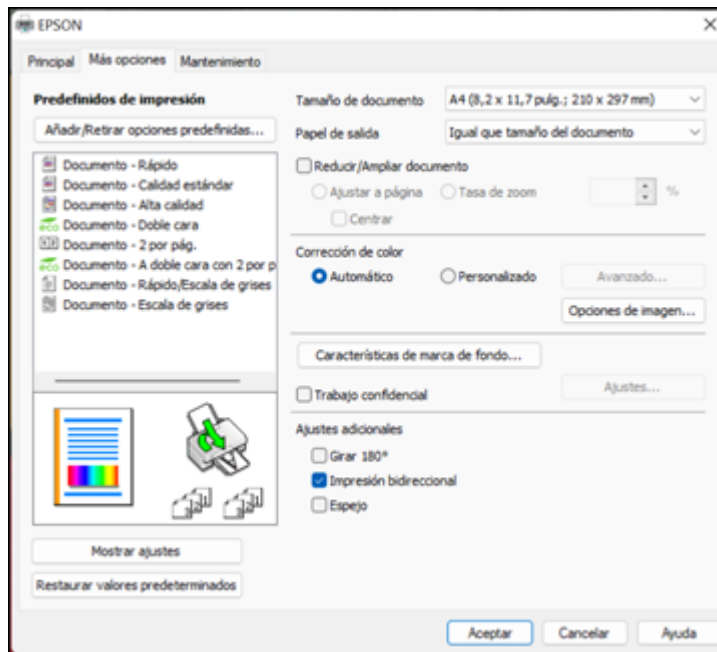 EPSON
Principal
Más opciones
Mantenimiento
Predefinidos de impresión
Añadir/Retirar opciones predefinidas...
Documento - Rápido
Documento - Calidad estándar
Documento - Alta calidad
Documento - Doble cara
Documento - 2 por pág.
Documento - A doble cara con 2 por p
Documento - Rápido/Escala de grises
Documento - Escala de grises
Mostrar ajustes
Restaurar valores predeterminados
Tamaño de documento
A4 (8,2 x 11,7 pulg.; 210 x 297 mm)
Papel de salida
Igual que tamaño del documento
Reducir/Ampliar documento
Ajustar a página
Tasa de zoom
%
Centrar
Corrección de color
Automático
Personalizado
Avanzado...
Opciones de imagen...
Características de marca de fondo...
Trabajo confidencial
Ajustes...
Ajustes adicionales
Girar 180°
Impresión bidireccional
Espejo
Aceptar
Cancelar
Ayuda